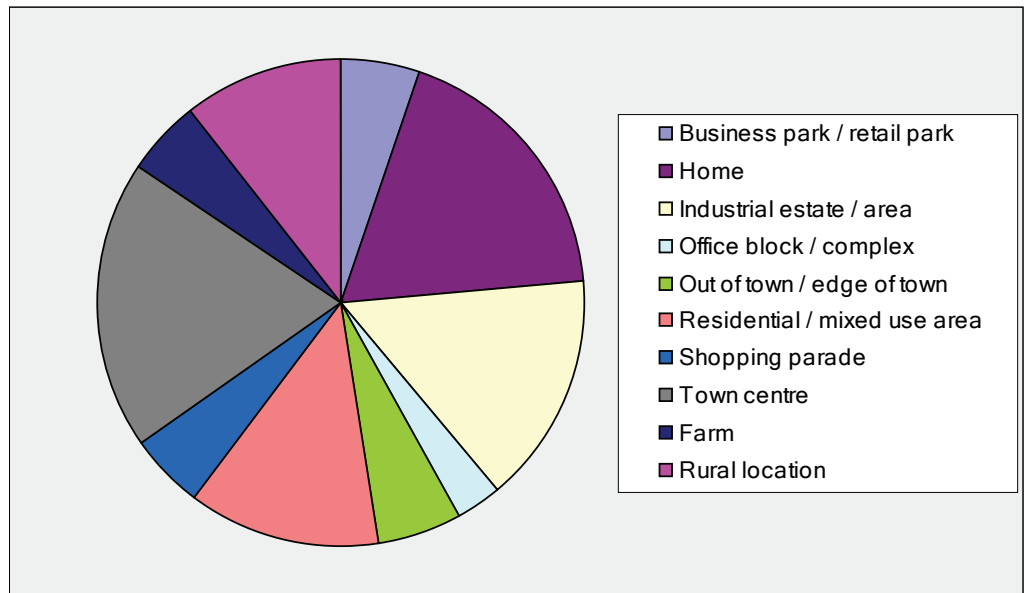 Business park / retail park
Home
Industrial estate / area
Office block / complex
Out of town / edge of town
Residential / mixed use area
Shopping parade
Town centre
Farm
Rural location